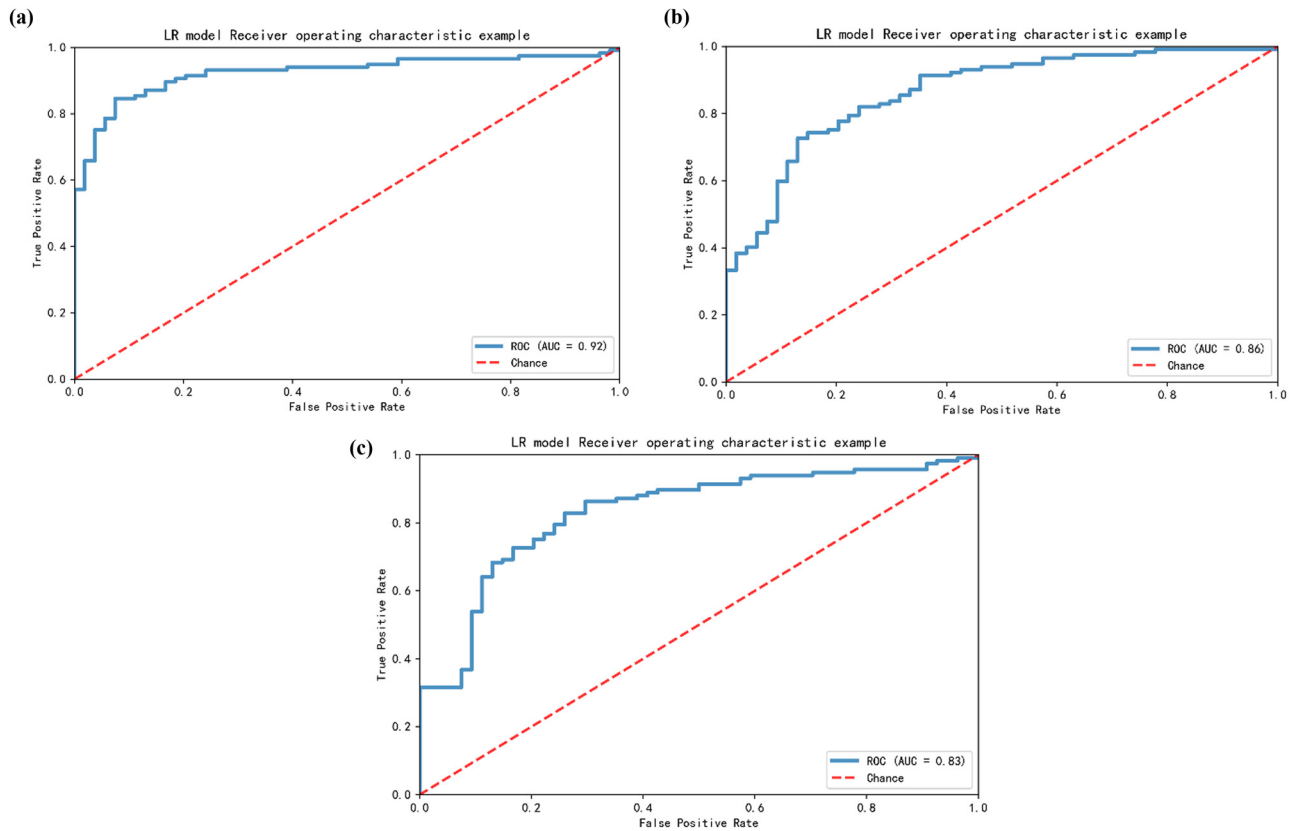 (a)
LR model Receiver operating characteristic example
1.0
0.8
0.6
0.4
0.2
0.0
True Positive Rate
ROC (AUC = 0.92)
Chance
0.0 0.2 0.4 0.6 0.8 1.0
False Positive Rate
(b)
LR model Receiver operating characteristic example
1.0
0.8
0.6
0.4
0.2
0.0
True Positive Rate
ROC (AUC = 0.86)
Chance
0.0 0.2 0.4 0.6 0.8 1.0
False Positive Rate
(c)
LR model Receiver operating characteristic example
1.0
0.8
0.6
0.4
0.2
0.0
True Positive Rate
ROC (AUC = 0.83)
Chance
0.0 0.2 0.4 0.6 0.8 1.0
False Positive Rate